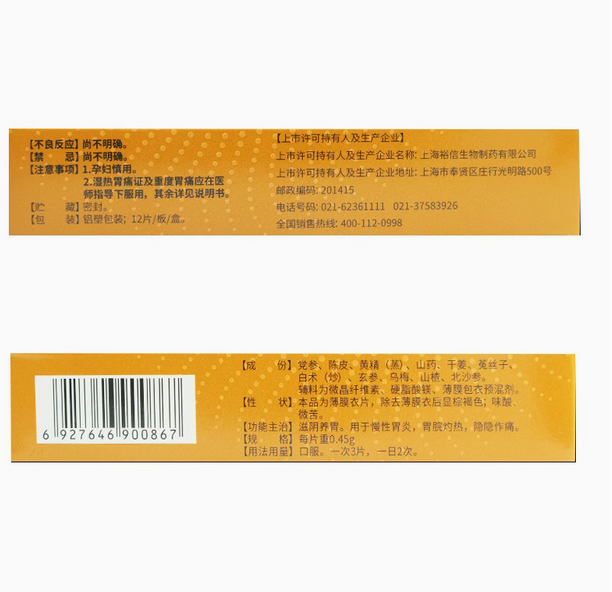 【不良反应】尚不明确。
【禁　　忌】尚不明确。
【注意事项】1.孕妇慎用。
2.湿热胃痛证及重度胃痛应在医
师指导下服用，其余详见说明书。
【贮　　藏】密封。
【包　　装】铝塑包装；12片/板/盒。
【上市许可持有人及生产企业】
上市许可持有人及生产企业名称: 上海裕信生物制药有限公司
上市许可持有人及生产企业地址: 上海市奉贤区庄行光明路500号
邮政编码: 201415
电话号码: 021-62361111 021-37583926
全国销售热线: 400-112-0998
6 927646 900867
【成　　份】党参、陈皮、黄精（蒸）、山药、干姜、菟丝子、
白术（炒）、玄参、乌梅、山楂、北沙参。
辅料为微晶纤维素、硬脂酸镁、薄膜包衣预混剂。
【性　　状】本品为薄膜衣片，除去薄膜衣后显棕褐色；味酸、
微苦。
【功能主治】滋阴养胃。用于慢性胃炎，胃脘灼热，隐隐作痛。
【规　　格】每片重0.45g
【用法用量】口服。一次3片，一日2次。